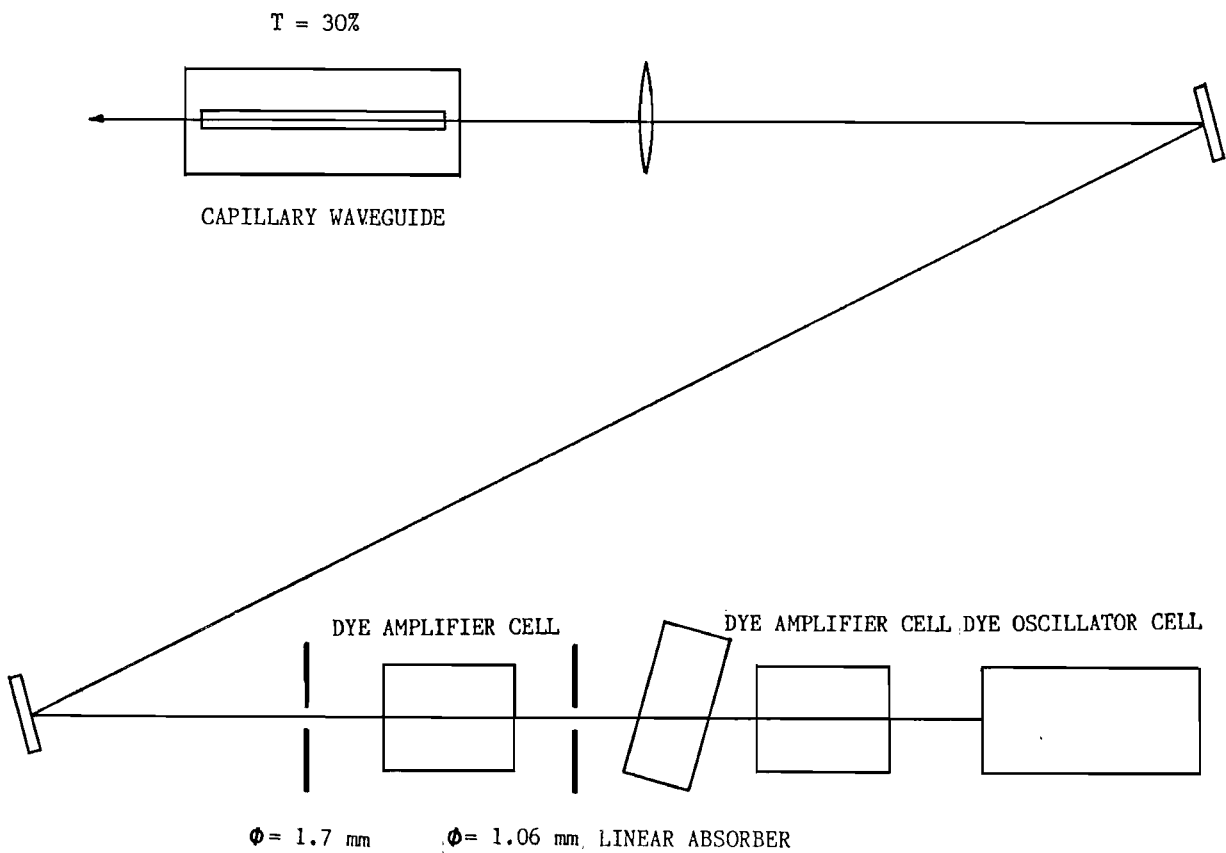 T = 30%
CAPILLARY WAVEGUIDE
DYE AMPLIFIER CELL
DYE AMPLIFIER CELL
DYE OSCILLATOR CELL
Φ= 1.7 mm
Φ= 1.06 mm
LINEAR ABSORBER